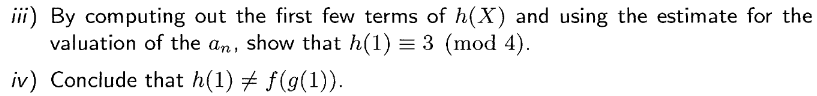 iii) By computing out the first few terms of h(X) and using the estimate for the
valuation of the aₙ, show that h(1) ≡ 3 (mod 4).
iv) Conclude that h(1) ≠ f(g(1)).